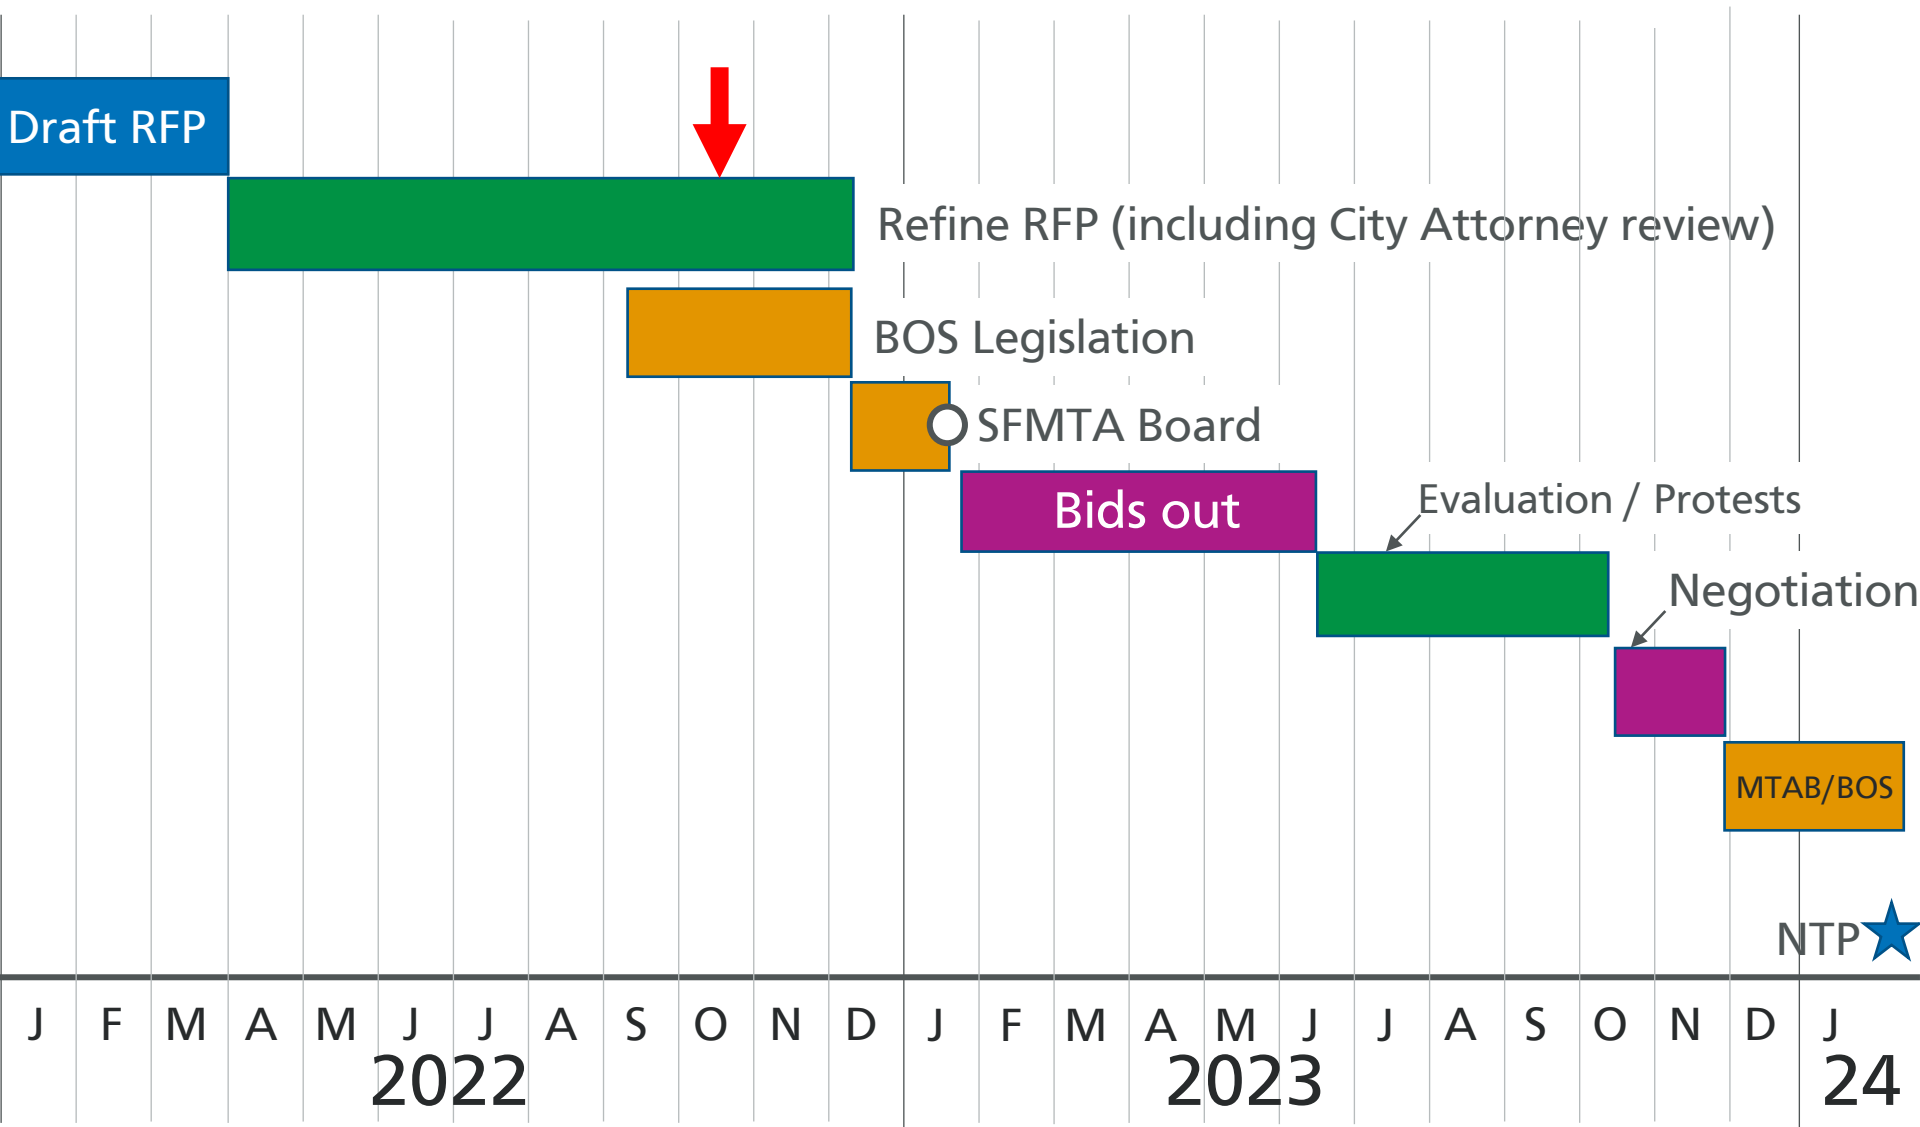 Draft RFP
Refine RFP (including City Attorney review)
BOS Legislation
SFMTA Board
Bids out
Evaluation / Protests
Negotiation
MTAB/BOS
NTP
J F M A M J J A S O N D J F M A M J J A S O N D J
2022 2023 24